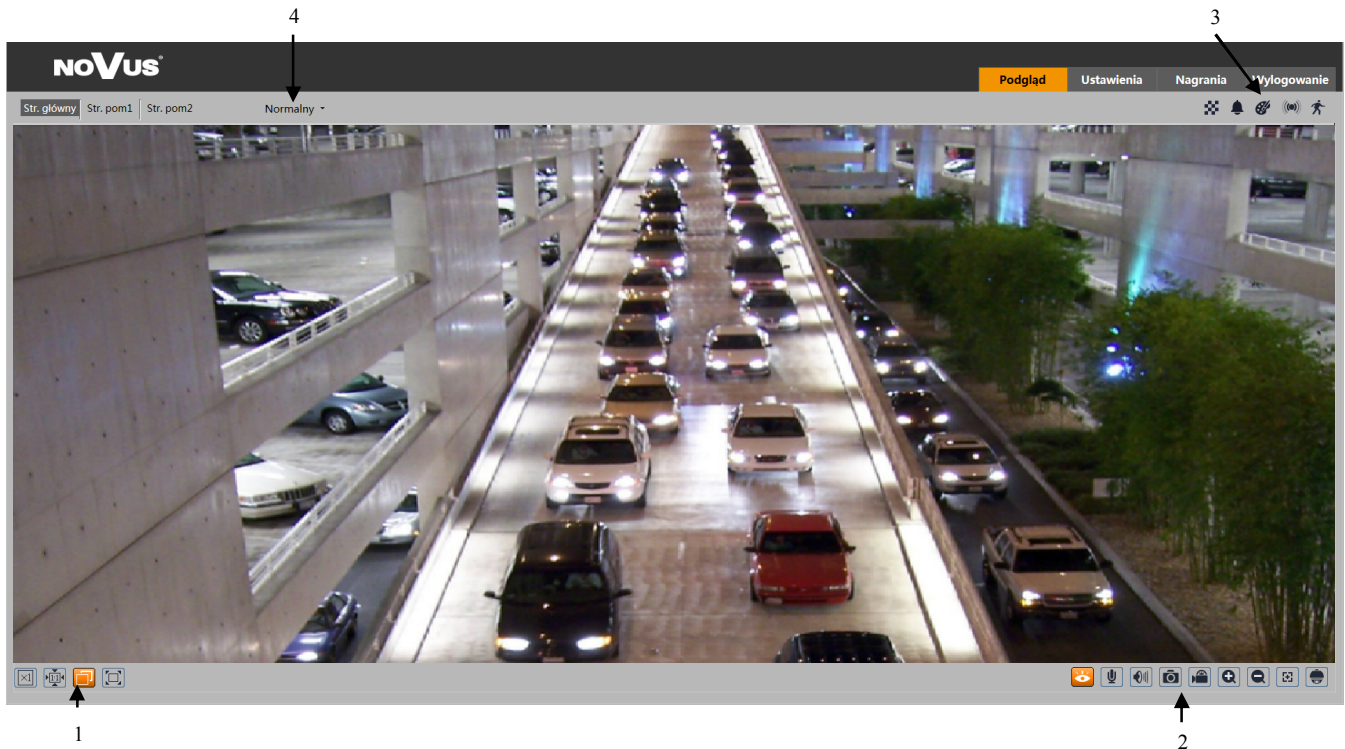 4
3
NOVUS®
Podgląd Ustawienia Nagrania Wylogowanie
Str. główny Str. pom1 Str. pom2 Normalny
1
2